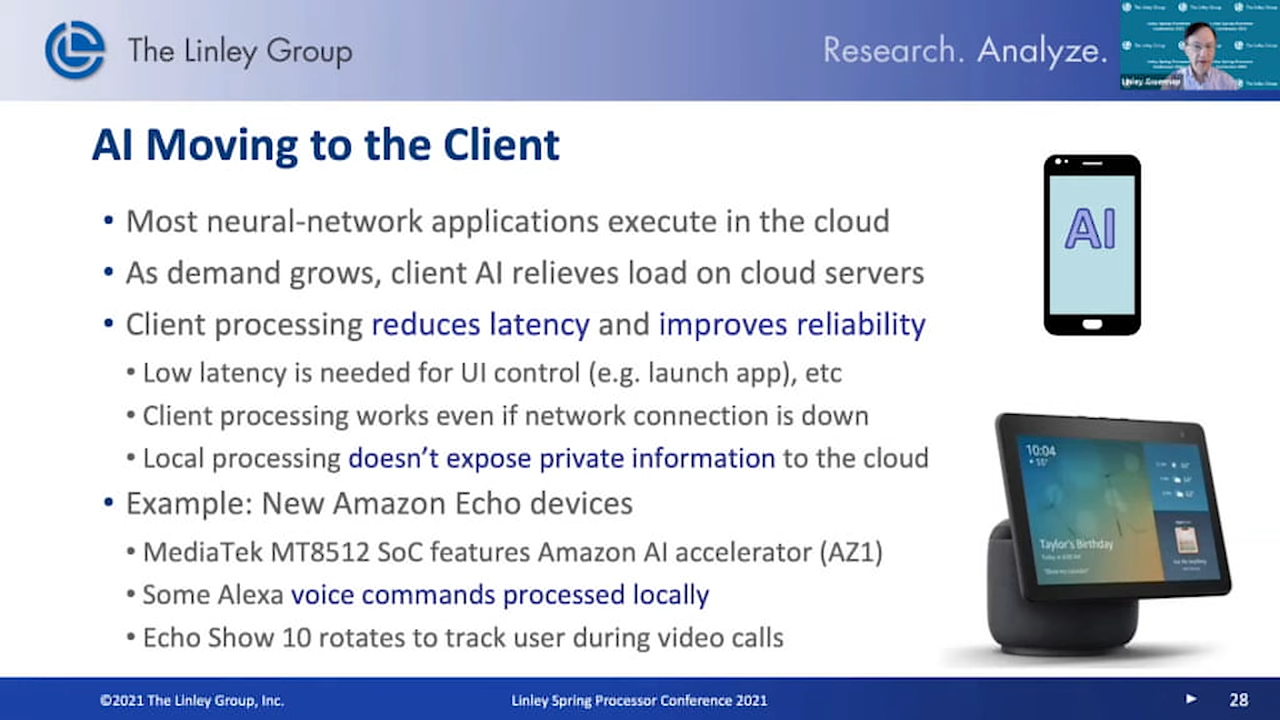 The Linley Group
Research. Analyze.
AI Moving to the Client
• Most neural-network applications execute in the cloud
• As demand grows, client AI relieves load on cloud servers
• Client processing reduces latency and improves reliability
• Low latency is needed for UI control (e.g. launch app), etc
• Client processing works even if network connection is down
• Local processing doesn’t expose private information to the cloud
• Example: New Amazon Echo devices
• MediaTek MT8512 SoC features Amazon AI accelerator (AZ1)
• Some Alexa voice commands processed locally
• Echo Show 10 rotates to track user during video calls
AI
10:04
Taylor's Birthday
©2021 The Linley Group, Inc.
Linley Spring Processor Conference 2021
28